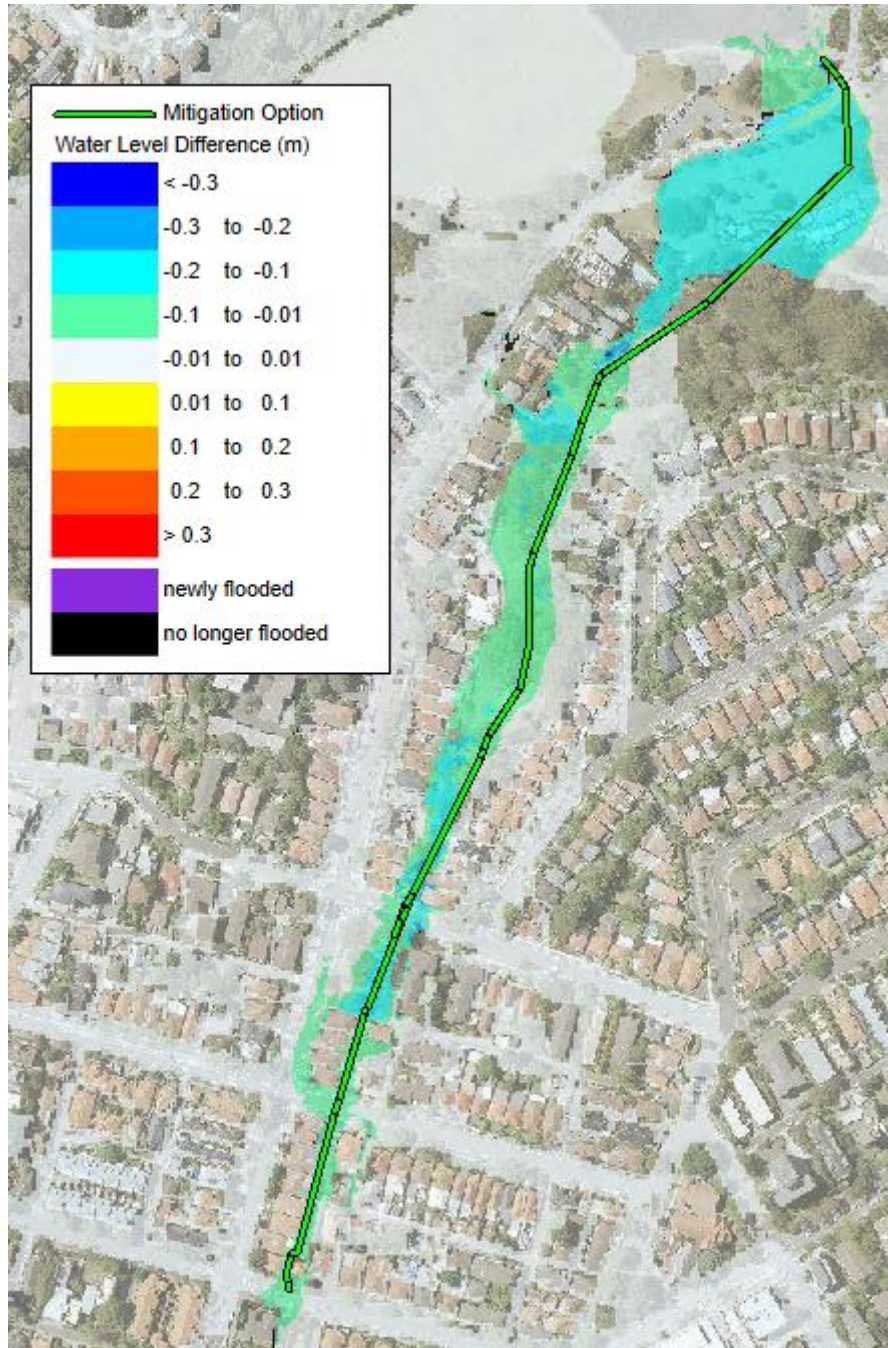 Mitigation Option
Water Level Difference (m)
< -0.3
-0.3 to -0.2
-0.2 to -0.1
-0.1 to -0.01
-0.01 to 0.01
0.01 to 0.1
0.1 to 0.2
0.2 to 0.3
> 0.3
newly flooded
no longer flooded